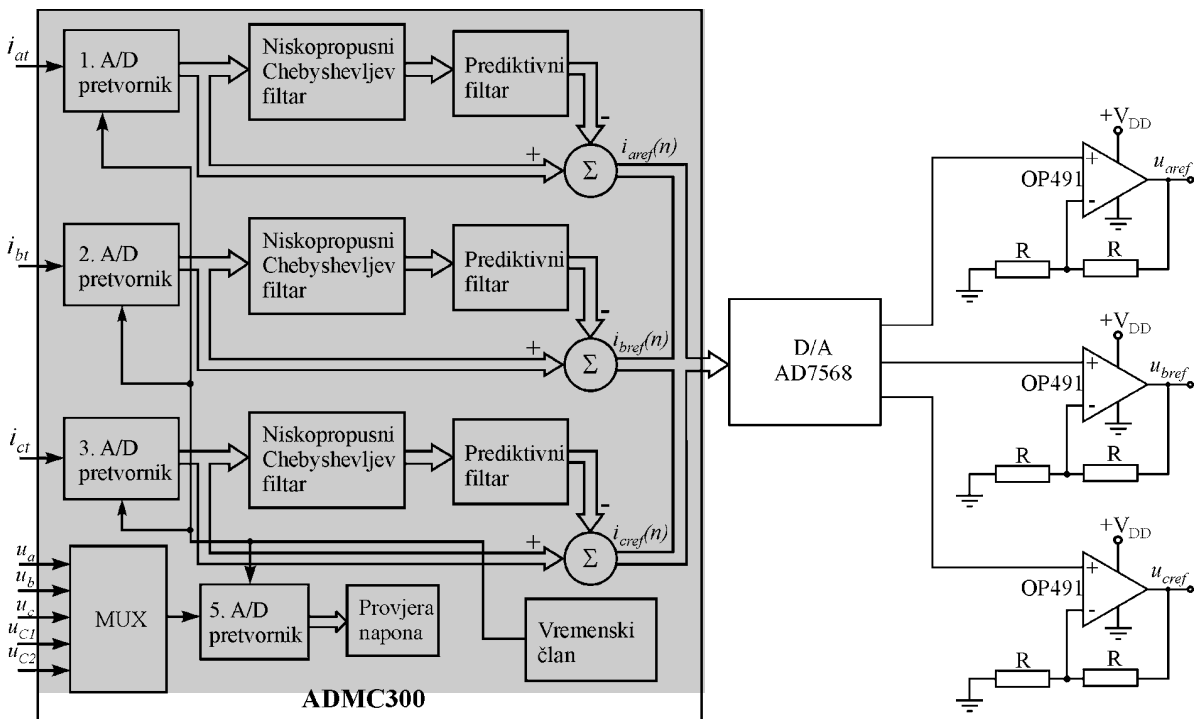 i_at
1. A/D
pretvornik
Niskopropusni
Chebyshevljev
filtar
Prediktivni
filtar
-
+
Σ
i_aref(n)
i_bt
2. A/D
pretvornik
Niskopropusni
Chebyshevljev
filtar
Prediktivni
filtar
-
+
Σ
i_bref(n)
i_ct
3. A/D
pretvornik
Niskopropusni
Chebyshevljev
filtar
Prediktivni
filtar
-
+
Σ
i_cref(n)
u_a
u_b
u_c
u_C1
u_C2
MUX
5. A/D
pretvornik
Provjera
napona
Vremenski
član
ADMC300
D/A
AD7568
+V_DD
+
OP491
-
u_aref
R
R
+V_DD
+
OP491
-
u_bref
R
R
+V_DD
+
OP491
-
u_cref
R
R